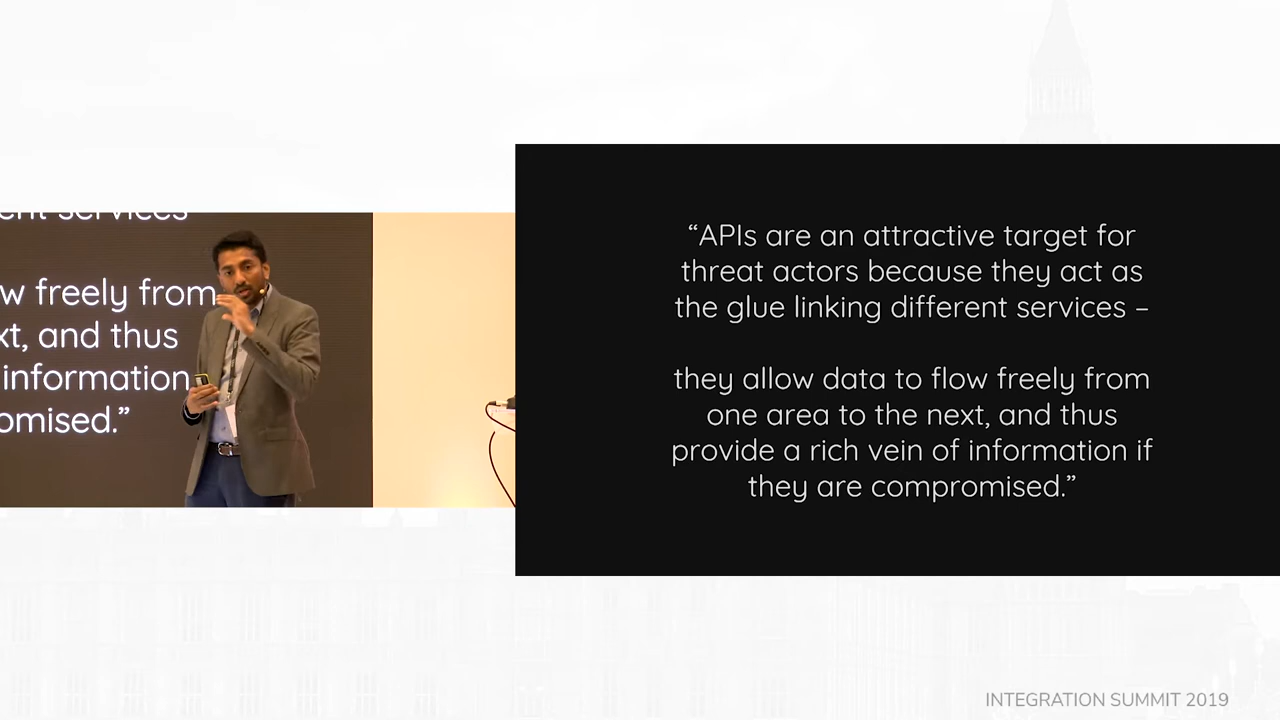 ent services
w freely from
xt, and thus
information
omised.”
“APIs are an attractive target for
threat actors because they act as
the glue linking different services –
they allow data to flow freely from
one area to the next, and thus
provide a rich vein of information if
they are compromised.”
INTEGRATION SUMMIT 2019